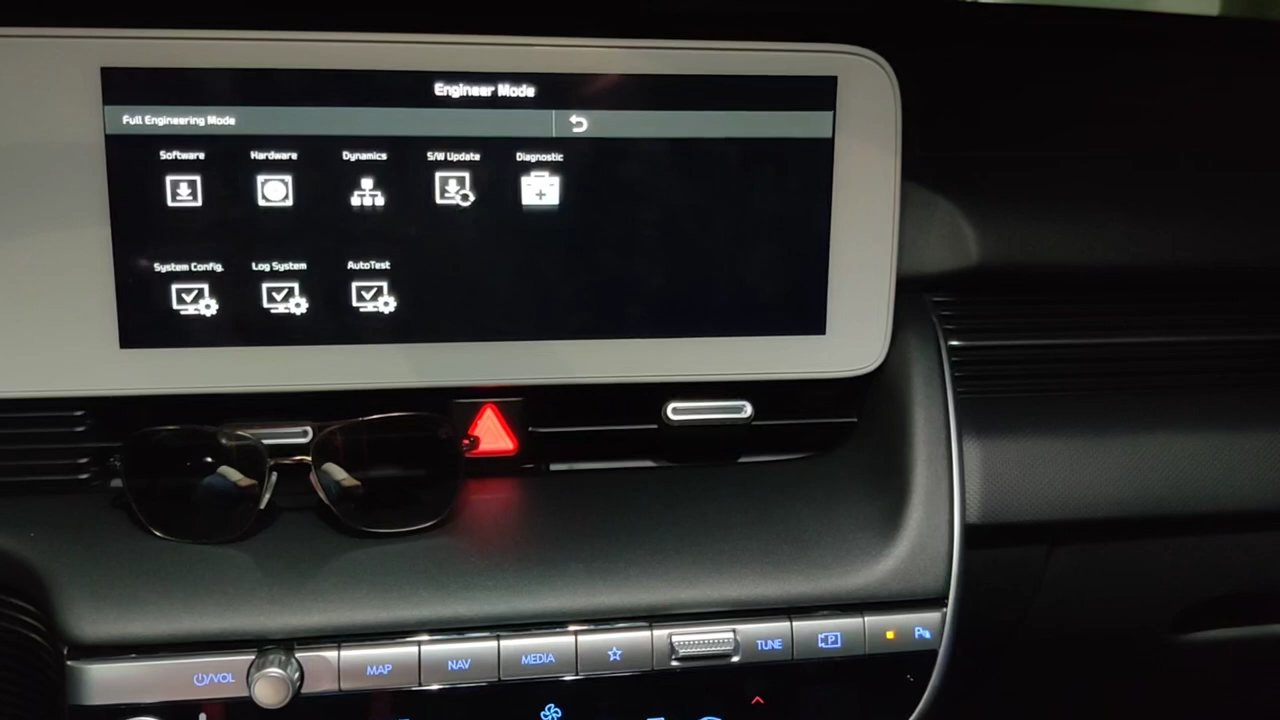 Engineer Mode
Full Engineering Mode
Software Hardware Dynamics S/W Update Diagnostic
System Config. Log System AutoTest
/VOL MAP NAV MEDIA TUNE P P